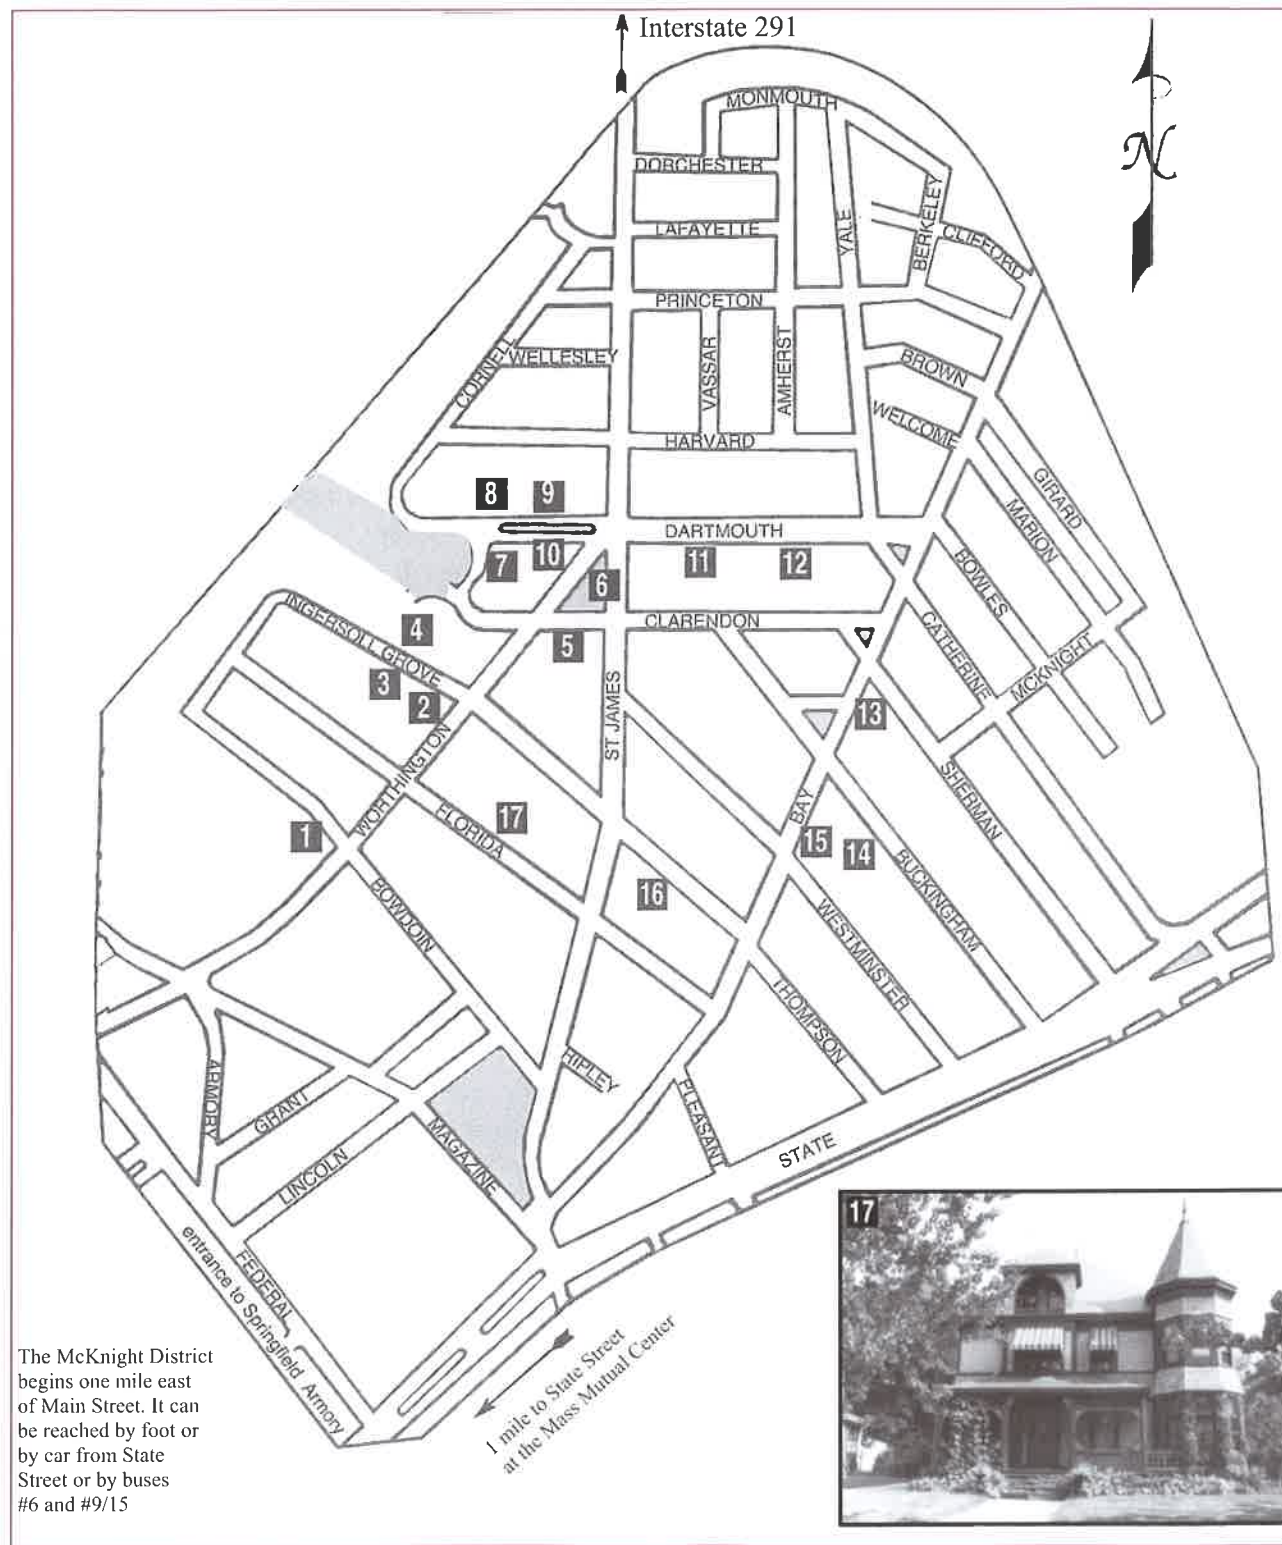 Interstate 291
N
MONMOUTH
DORCHESTER
LAFAYETTE
YALE
BERKELEY
CLIFFORD
PRINCETON
CORNELL
WELLESLEY
VASSAR
AMHERST
BROWN
WELCOME
HARVARD
GIRARD
MARION
8
9
DARTMOUTH
7
10
6
11
12
BOWLES
INGERSOLL GROVE
4
5
CLARENDON
CATHERINE
MCKNIGHT
3
2
ST JAMES
13
WORTHINGTON
SHERMAN
1
FLORIDA
17
BAY
15
14
BUCKINGHAM
16
BOWDOIN
WESTMINSTER
THOMPSON
RIPLEY
ARMORY
GRANT
PLEASANT
MAGAZINE
LINCOLN
STATE
FEDERAL
entrance to Springfield Armory
17
1 mile to State Street
at the Mass Mutual Center
The McKnight District
begins one mile east
of Main Street. It can
be reached by foot or
by car from State
Street or by buses
#6 and #9/15